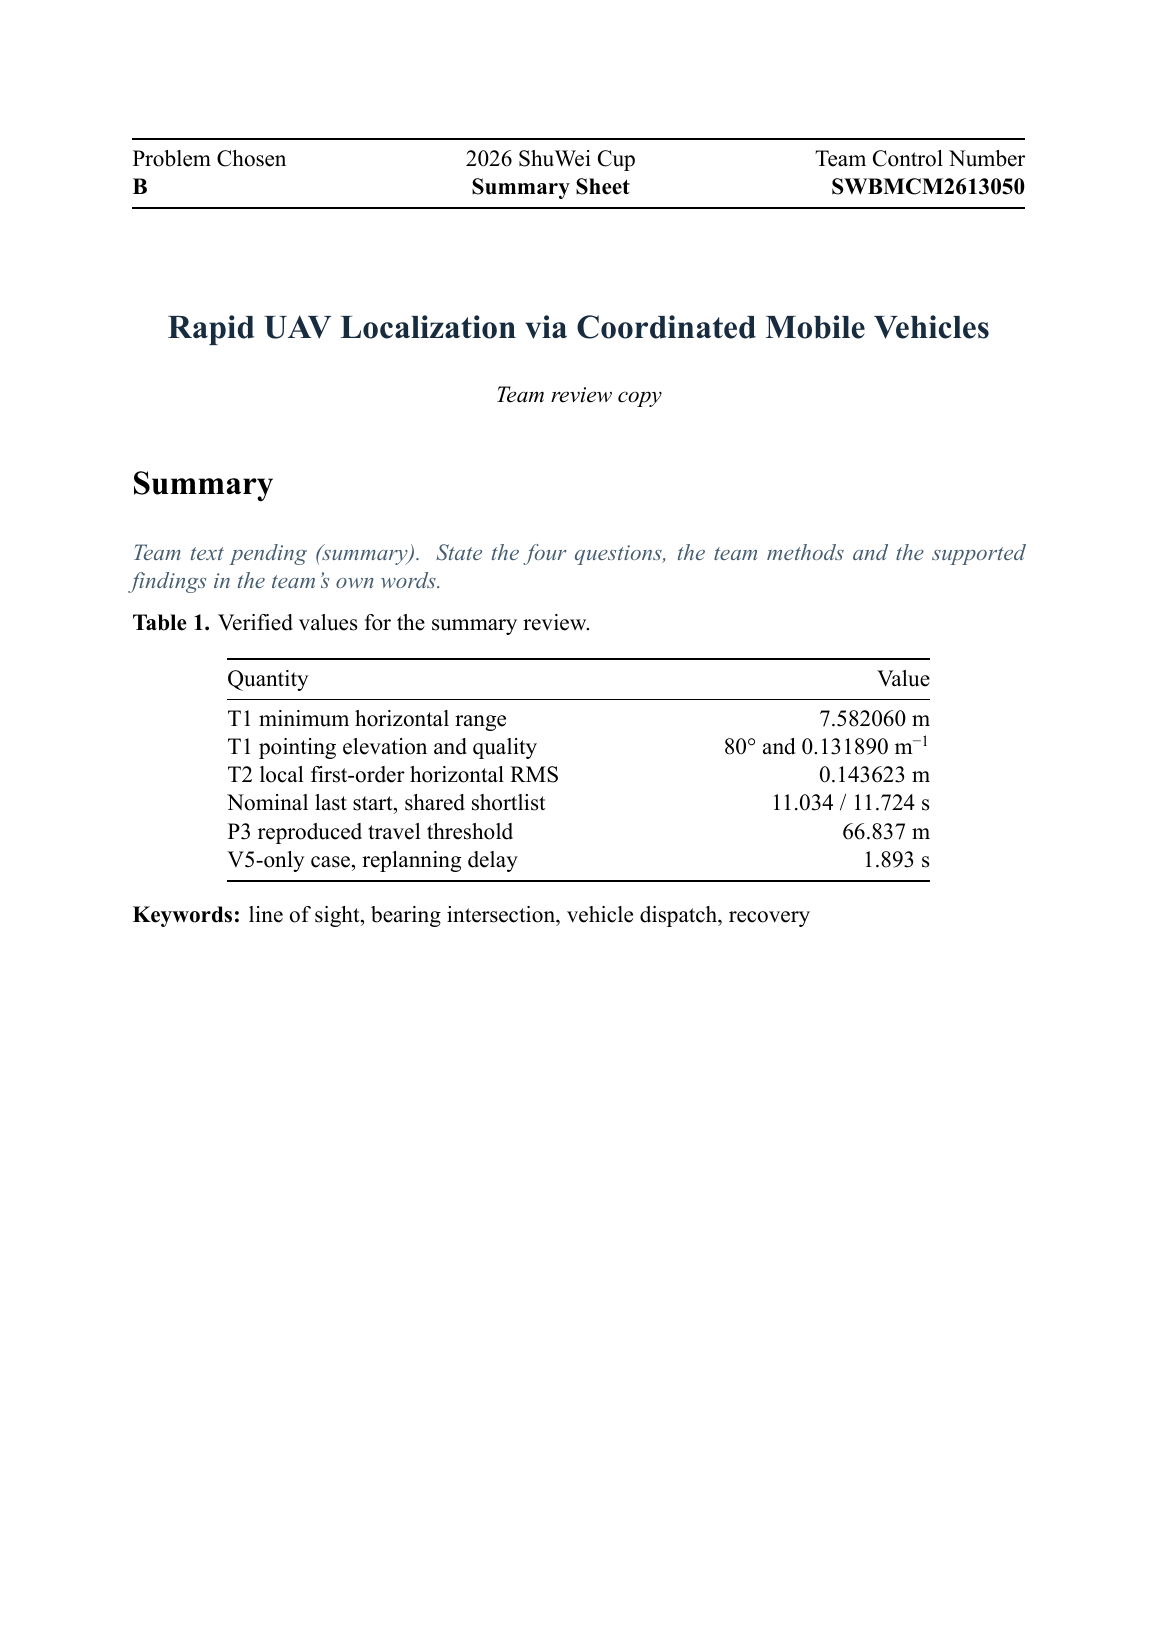 Problem Chosen 2026 ShuWei Cup Team Control Number
B Summary Sheet SWBMCM2613050
Rapid UAV Localization via Coordinated Mobile Vehicles
Team review copy
Summary
Team text pending (summary). State the four questions, the team methods and the supported
findings in the team's own words.
Table 1. Verified values for the summary review.
Quantity Value
T1 minimum horizontal range 7.582060 m
T1 pointing elevation and quality 80° and 0.131890 m⁻¹
T2 local first-order horizontal RMS 0.143623 m
Nominal last start, shared shortlist 11.034 / 11.724 s
P3 reproduced travel threshold 66.837 m
V5-only case, replanning delay 1.893 s
Keywords: line of sight, bearing intersection, vehicle dispatch, recovery